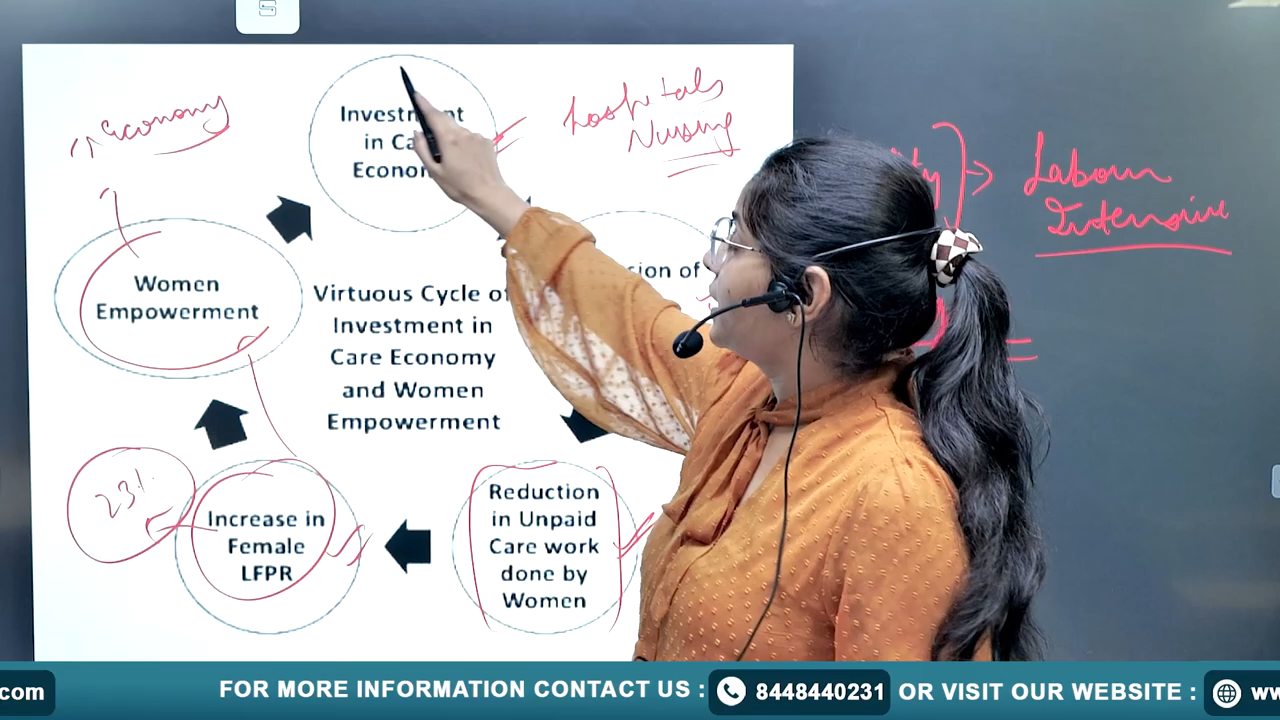 ↑ Economy
Investment
in Ca
Econom
Hospitals
Nursing
ity
Labour
Intensive
Women
Empowerment
sion of
Virtuous Cycle of
Investment in
Care Economy
and Women
Empowerment
23%
Increase in
Female
LFPR
Reduction
in Unpaid
Care work
done by
Women
com
FOR MORE INFORMATION CONTACT US : 8448440231 OR VISIT OUR WEBSITE : ww